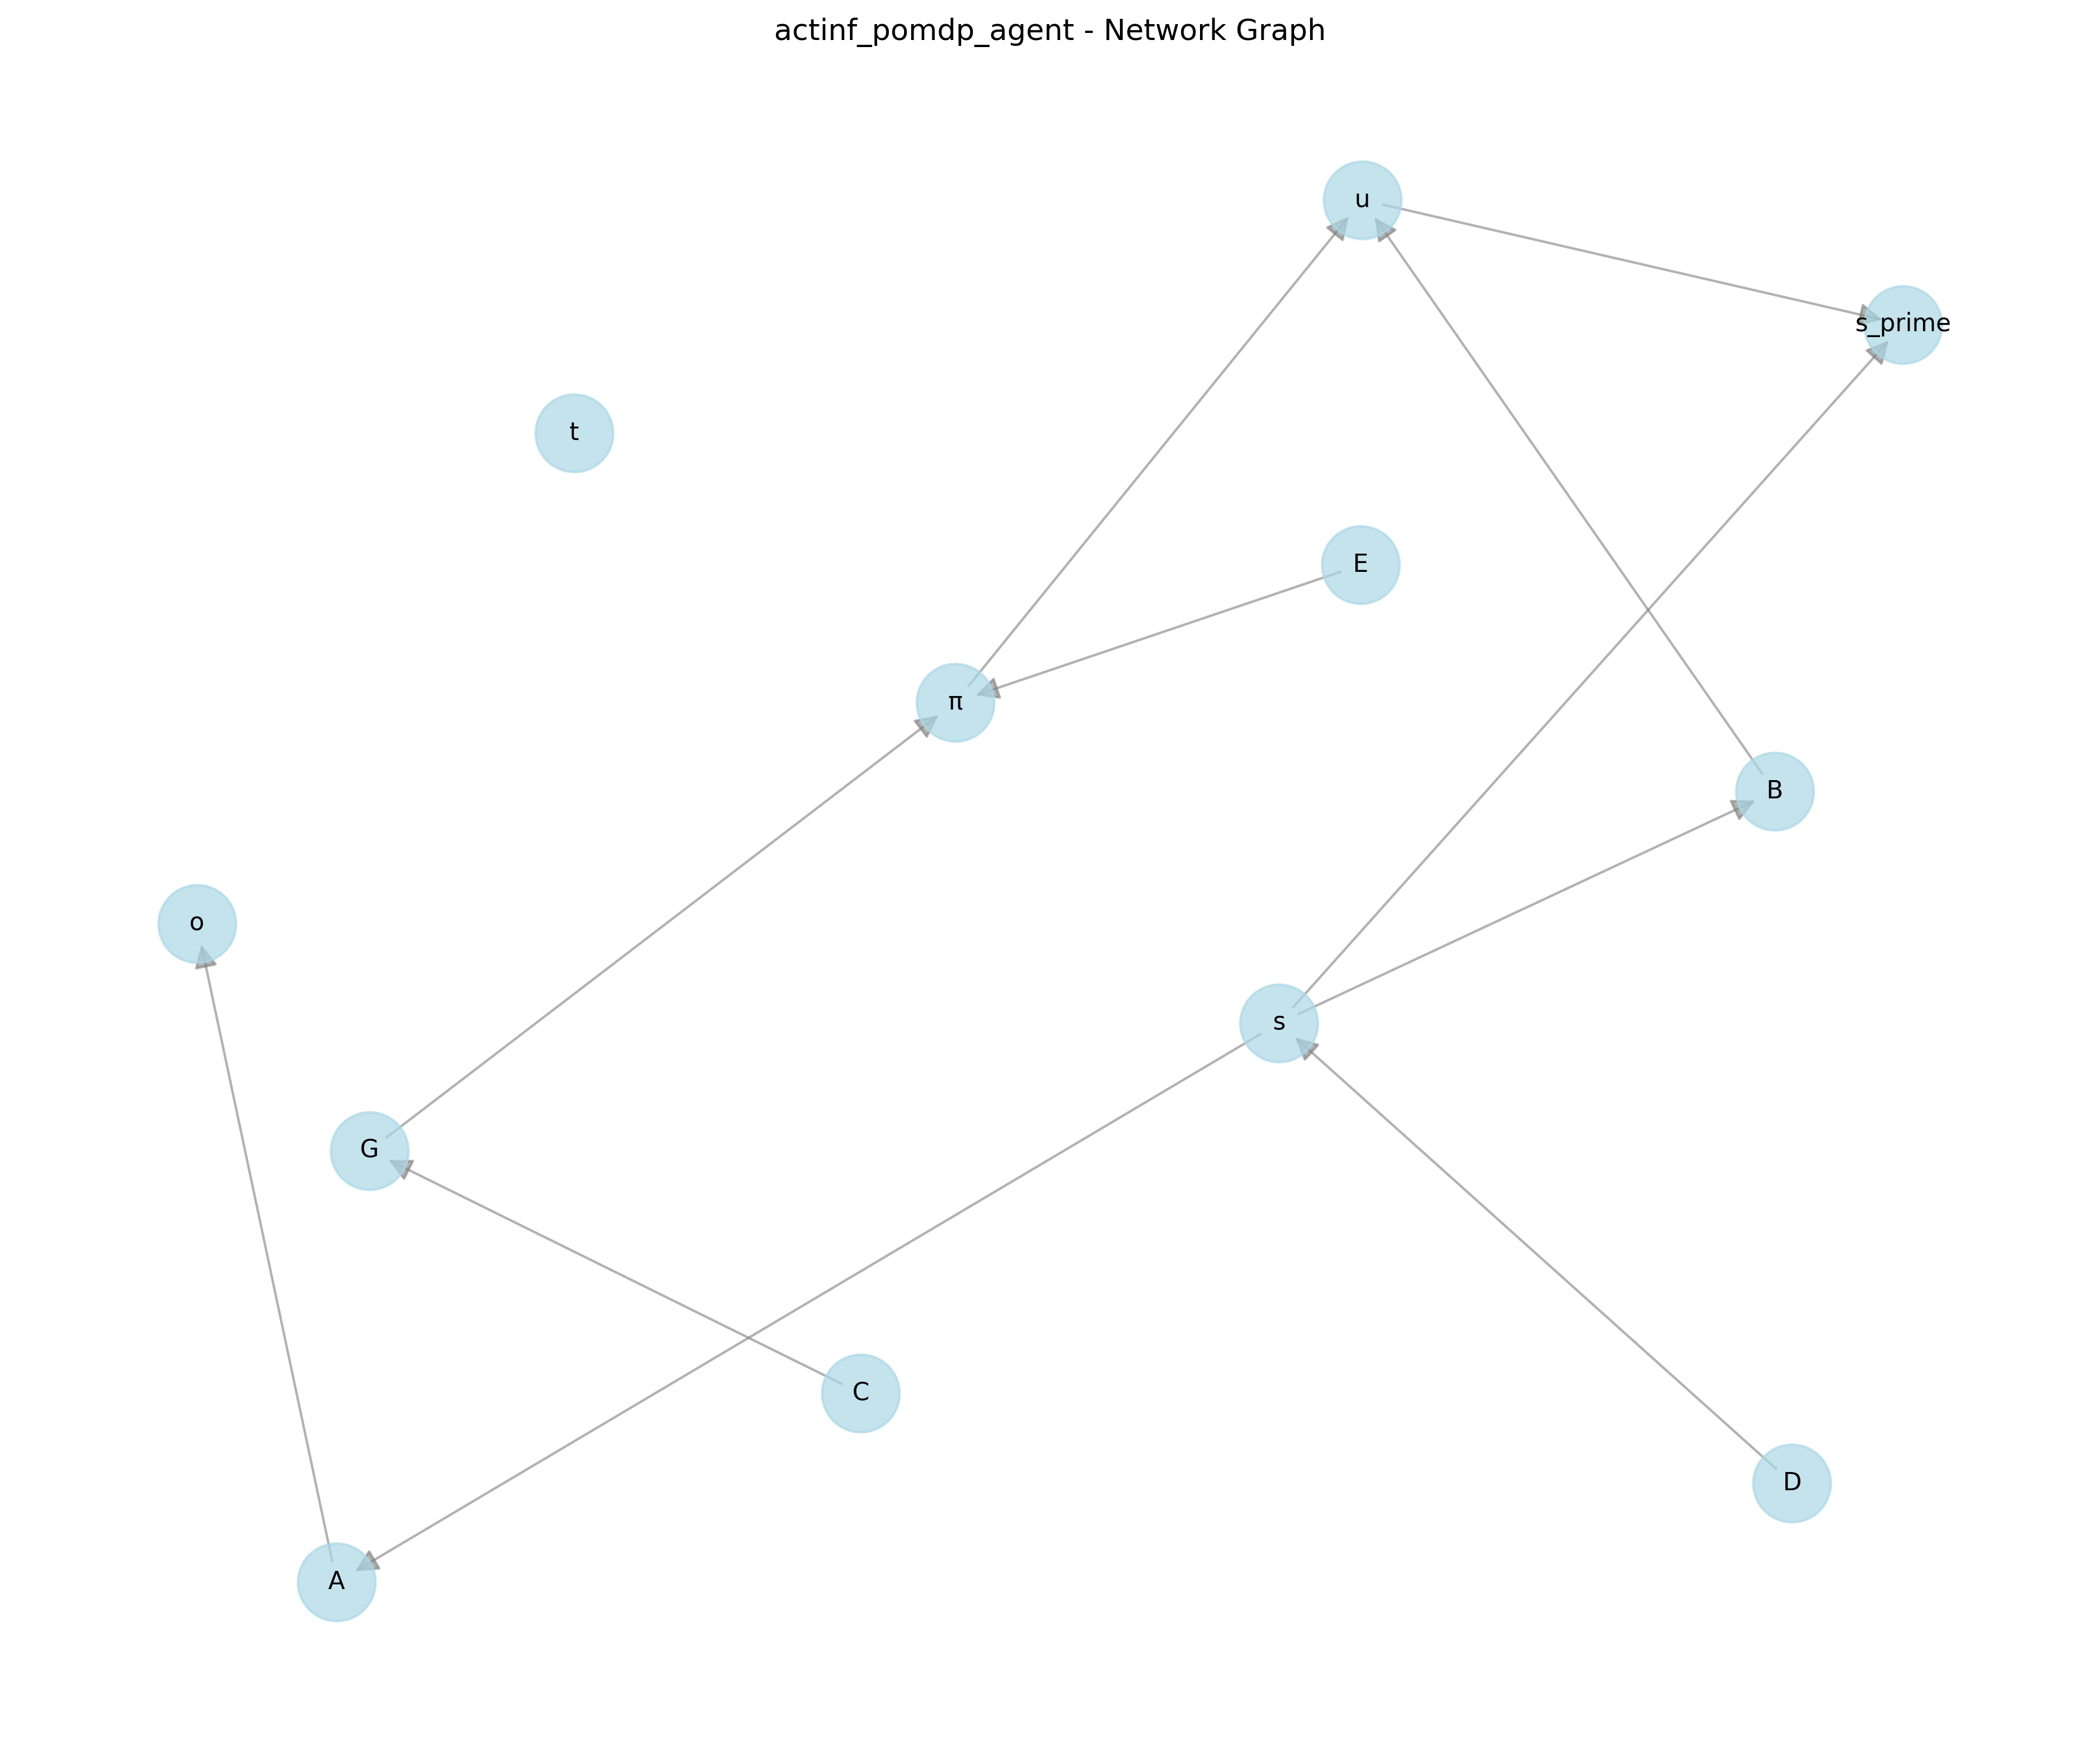 actinf_pomdp_agent - Network Graph
u
s_prime
t
E
π
B
o
s
G
C
D
A